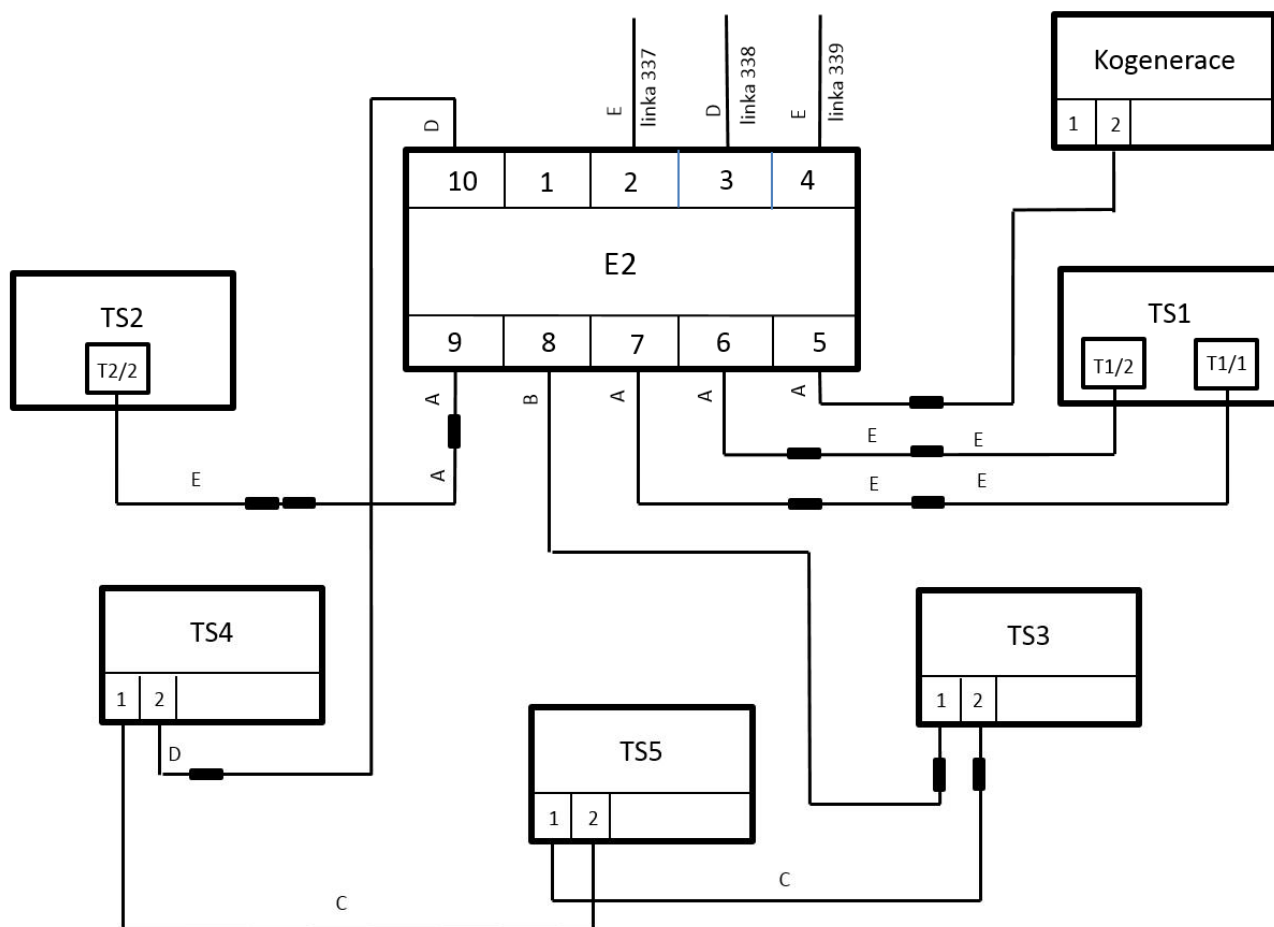 E
linka 337
D
linka 338
E
linka 339
Kogenerace
1 2
D
10 1 2 3 4
E2
9 8 7 6 5
TS2
T2/2
TS1
T1/2 T1/1
A B A A A
E E
E A E E
TS4
1 2
D
TS3
1 2
TS5
1 2
C
C